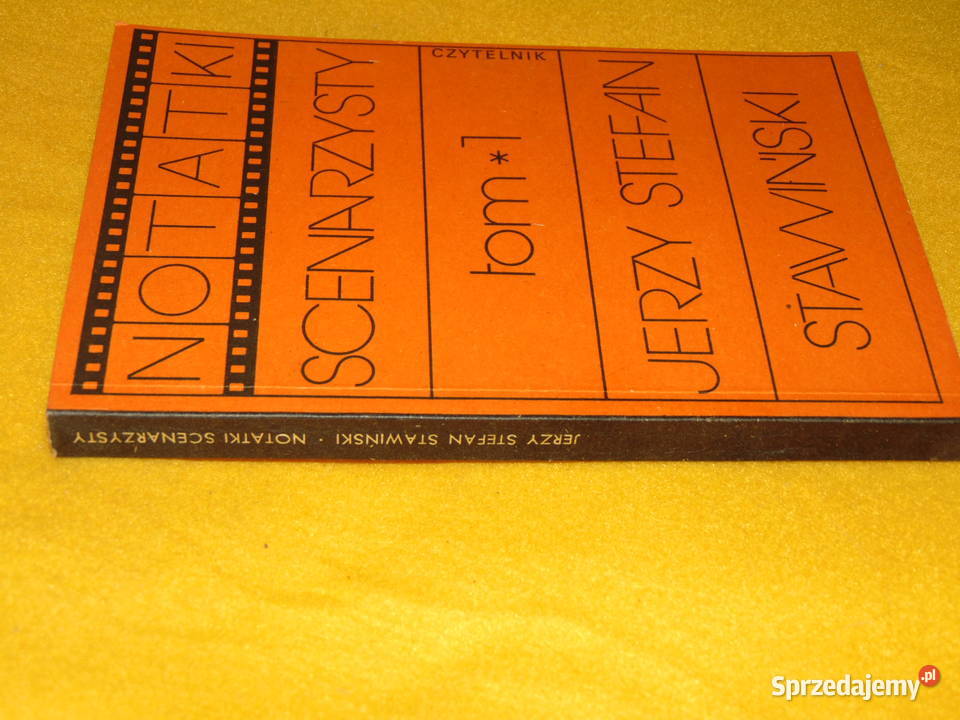 NOTATKI
SCENARZYSTY
CZYTELNIK
tom * 1
JERZY STEFAN
STAWIŃSKI
JERZY STEFAN STAWIŃSKI · NOTATKI SCENARZYSTY
Sprzedajemy.pl